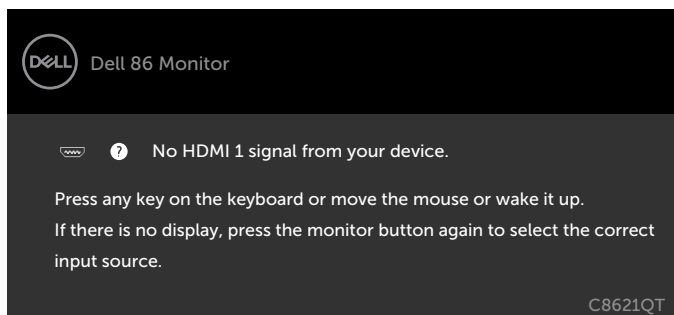 DELL
Dell 86 Monitor
? No HDMI 1 signal from your device.
Press any key on the keyboard or move the mouse or wake it up.
If there is no display, press the monitor button again to select the correct
input source.
C8621QT